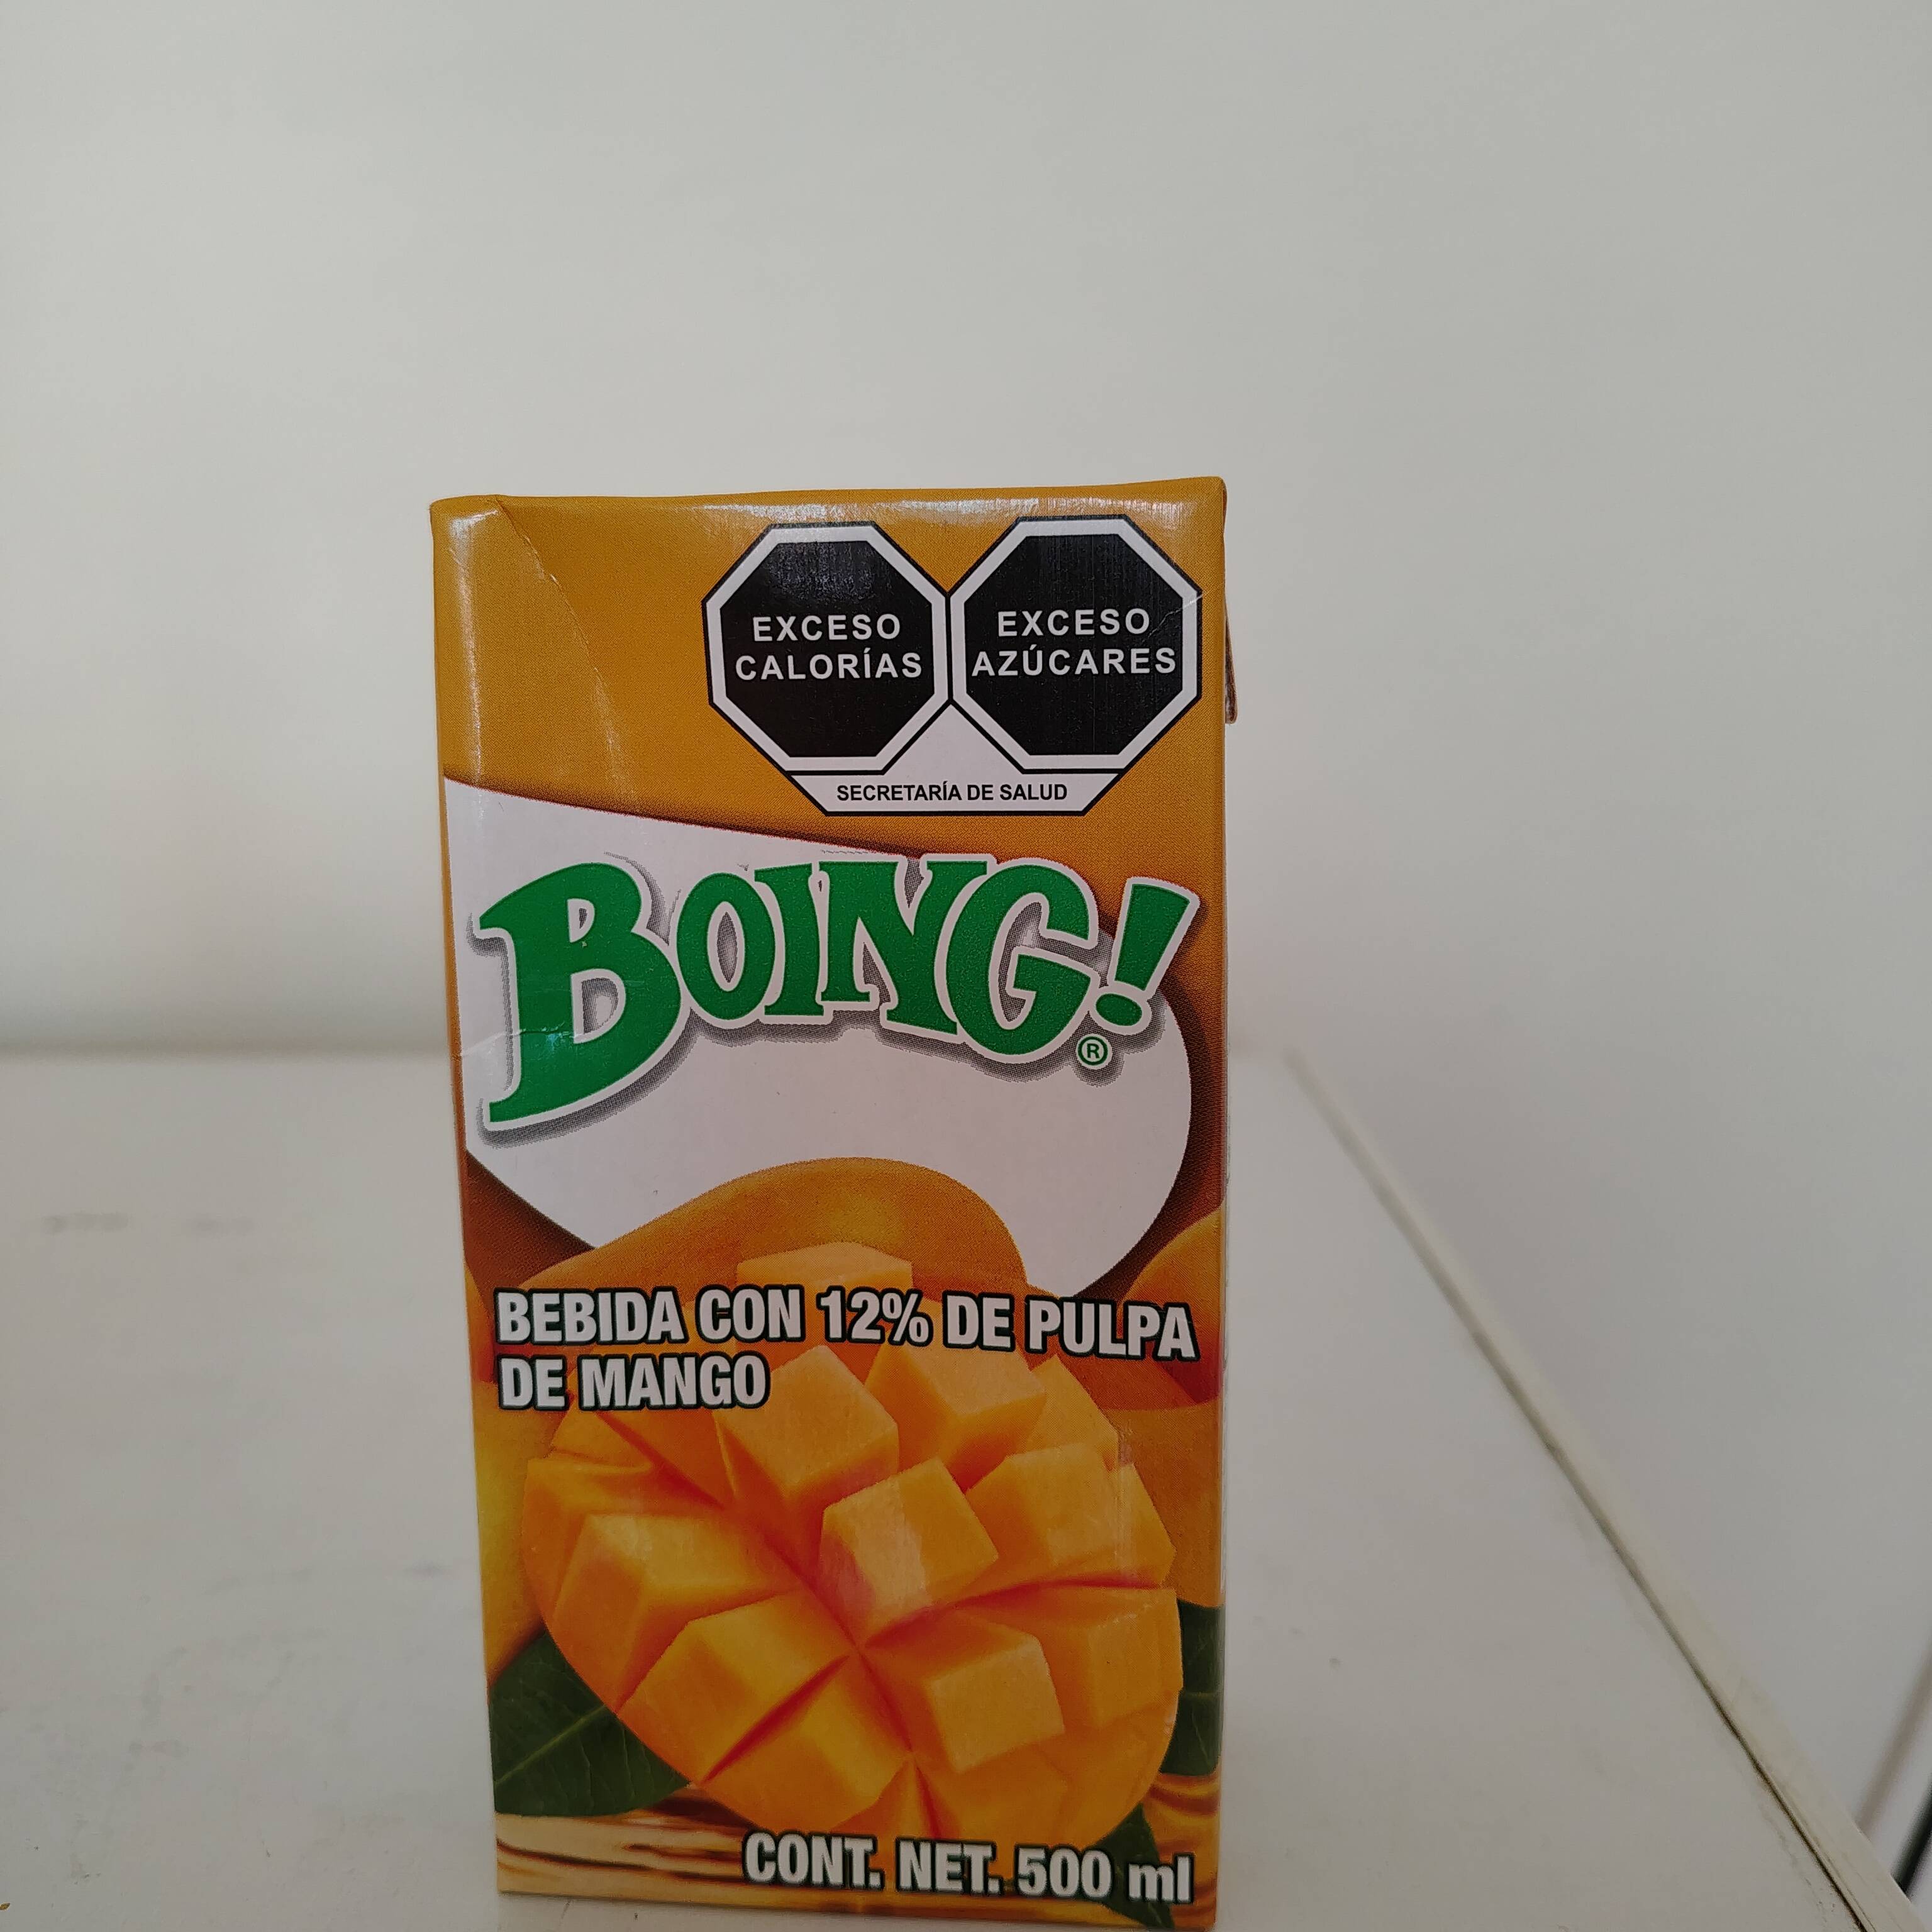 EXCESO
CALORÍAS
EXCESO
AZÚCARES
SECRETARÍA DE SALUD
BOING!
®
BEBIDA CON 12% DE PULPA
DE MANGO
CONT. NET. 500 ml